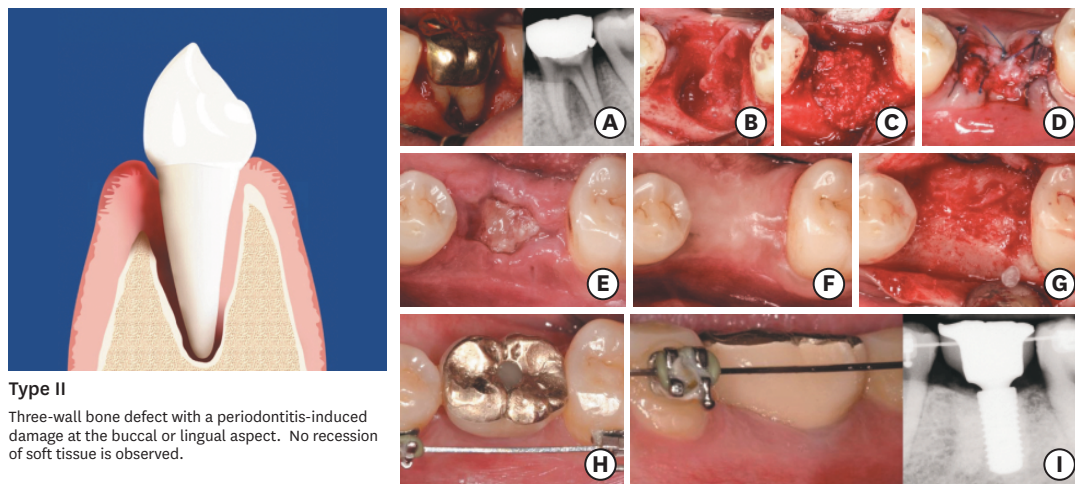 A
B
C
D
E
F
G
H
I
Type II
Three-wall bone defect with a periodontitis-induced
damage at the buccal or lingual aspect. No recession
of soft tissue is observed.